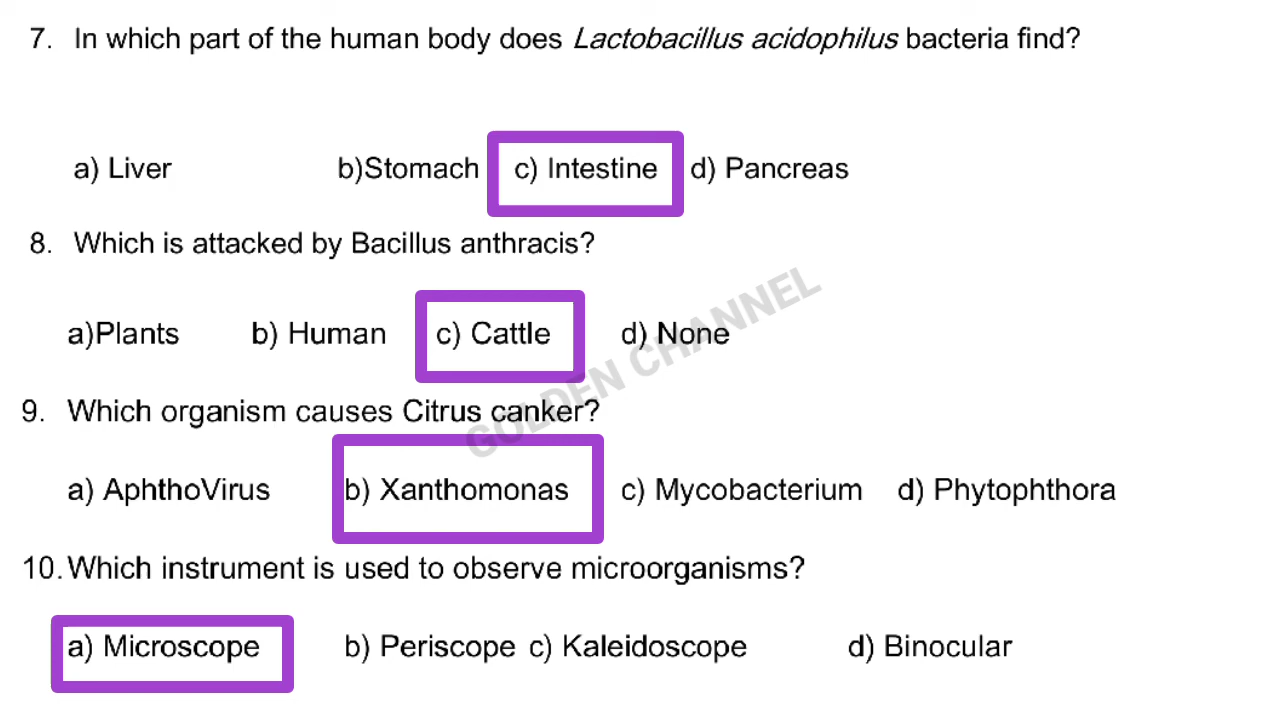 7. In which part of the human body does Lactobacillus acidophilus bacteria find?
a) Liver b)Stomach c) Intestine d) Pancreas
8. Which is attacked by Bacillus anthracis?
a)Plants b) Human c) Cattle d) None
9. Which organism causes Citrus canker?
a) AphthoVirus b) Xanthomonas c) Mycobacterium d) Phytophthora
10. Which instrument is used to observe microorganisms?
a) Microscope b) Periscope c) Kaleidoscope d) Binocular
GOLDEN CHANNEL